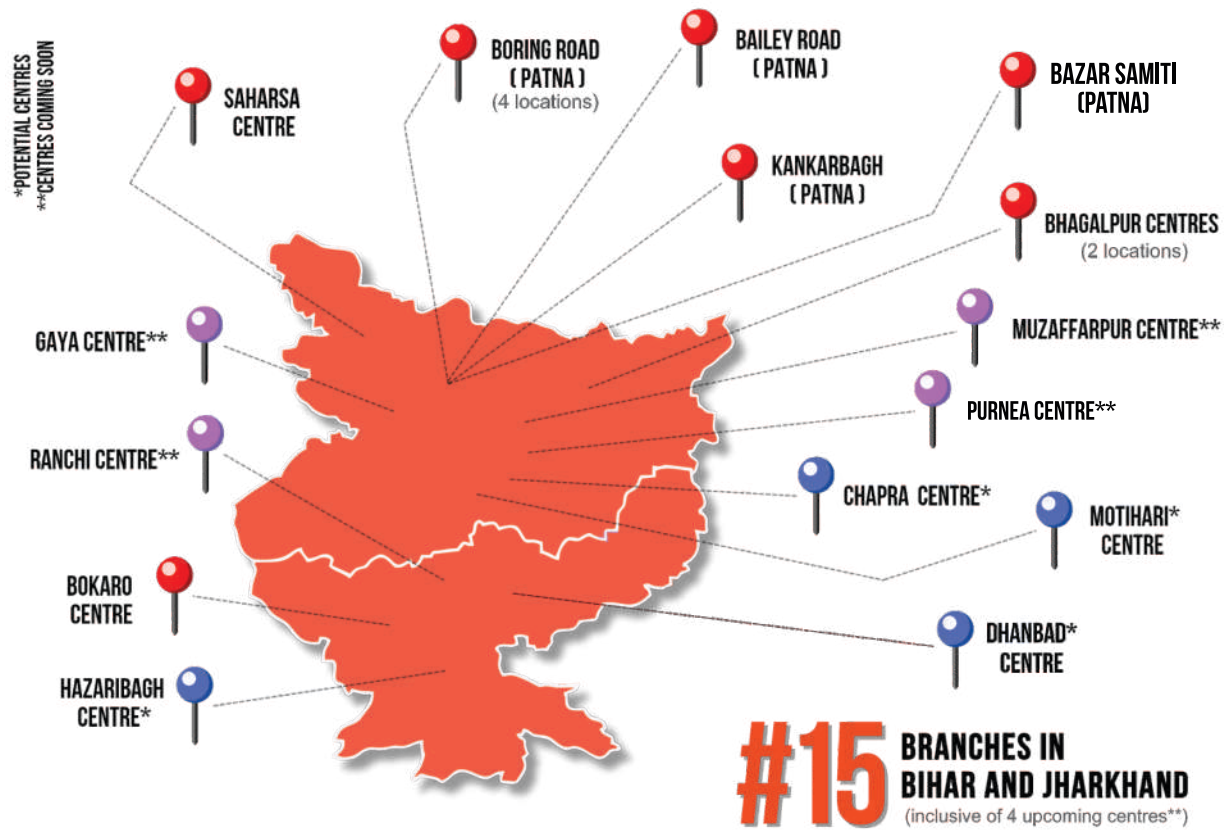 *POTENTIAL CENTRES
**CENTRES COMING SOON
SAHARSA
CENTRE
BORING ROAD
( PATNA )
(4 locations)
BAILEY ROAD
( PATNA )
BAZAR SAMITI
(PATNA)
KANKARBAGH
( PATNA )
BHAGALPUR CENTRES
(2 locations)
GAYA CENTRE**
MUZAFFARPUR CENTRE**
PURNEA CENTRE**
RANCHI CENTRE**
CHAPRA CENTRE*
MOTIHARI*
CENTRE
BOKARO
CENTRE
DHANBAD*
CENTRE
HAZARIBAGH
CENTRE*
#15
BRANCHES IN
BIHAR AND JHARKHAND
(inclusive of 4 upcoming centres**)